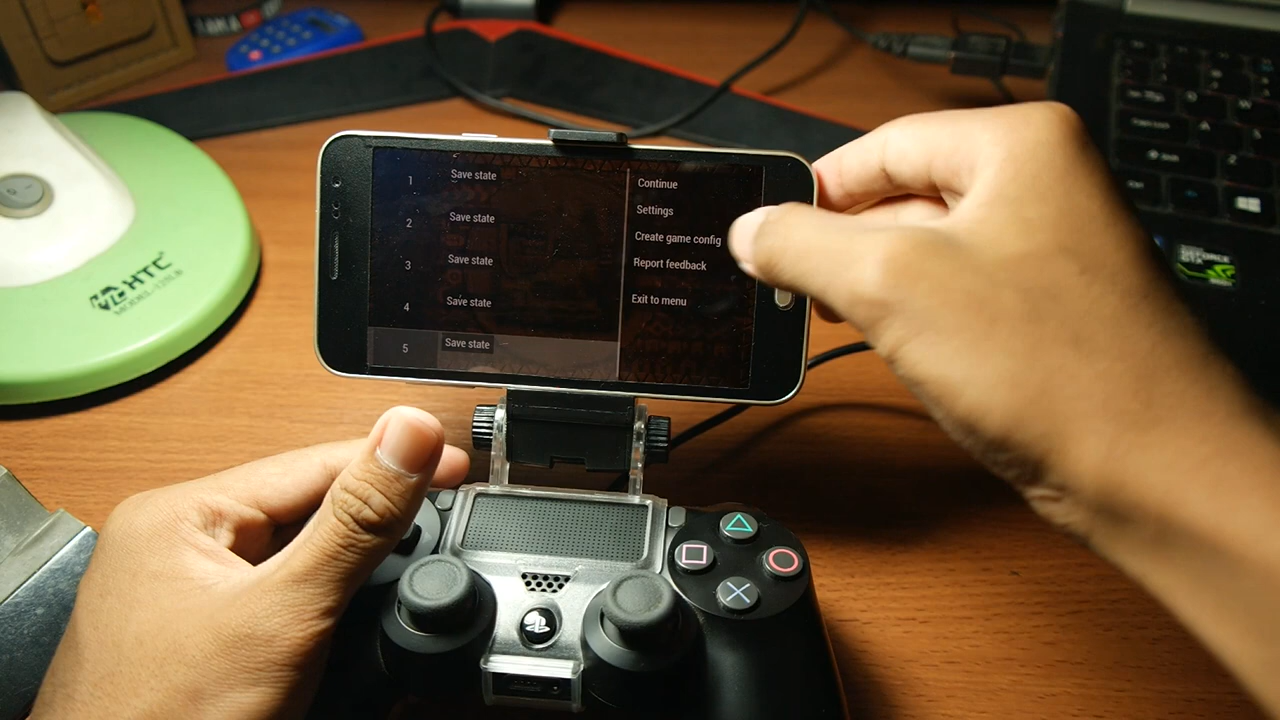 1 Save state
2 Save state
3 Save state
4 Save state
5 Save state
Continue
Settings
Create game config
Report feedback
Exit to menu
HTC